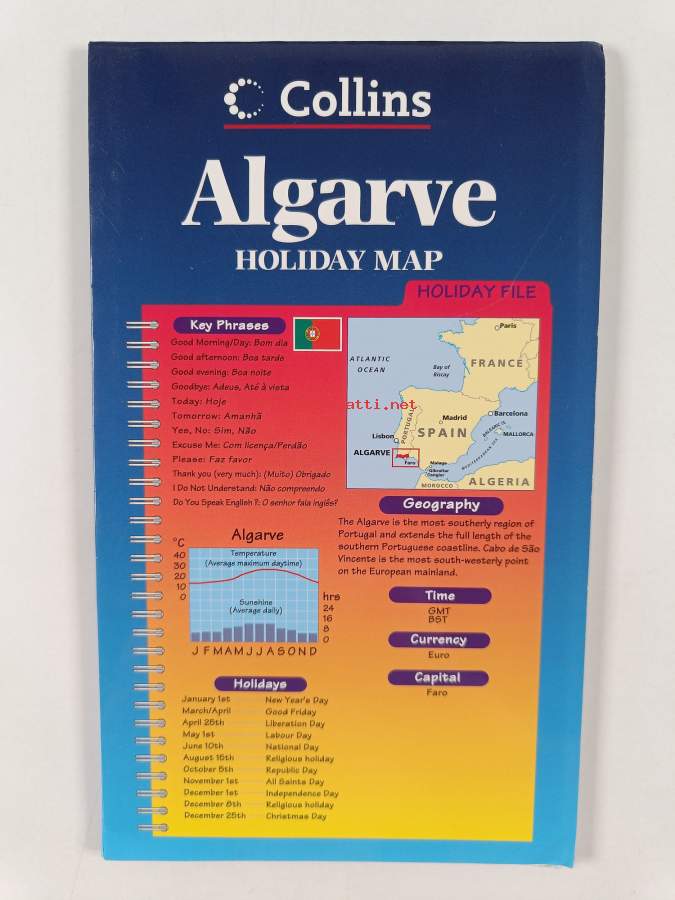 Collins
Algarve
HOLIDAY MAP
HOLIDAY FILE
Key Phrases
Good Morning/Day: Bom dia
Good afternoon: Boa tarde
Good evening: Boa noite
Goodbye: Adeus, Até à vista
Today: Hoje
Tomorrow: Amanhã
Yes, No: Sim, Não
Excuse Me: Com licença/Perdão
Please: Faz favor
Thank you (very much): (Muito) Obrigado
I Do Not Understand: Não compreendo
Do You Speak English ?: O senhor fala inglês?
Paris
ATLANTIC
OCEAN
Bay of
Biscay
FRANCE
atti.net
PORTUGAL
Madrid
Barcelona
SPAIN
BALEARIC IS
MALLORCA
Lisbon
ALGARVE
Faro
Malaga
Gibraltar
Tangier
MEDITERRANEAN SEA
MOROCCO
ALGERIA
Geography
The Algarve is the most southerly region of
Portugal and extends the full length of the
southern Portuguese coastline. Cabo de São
Vincente is the most south-westerly point
on the European mainland.
Algarve
°C
40
30
20
10
0
Temperature
(Average maximum daytime)
Sunshine
(Average daily)
hrs
24
16
8
0
J F M A M J J A S O N D
Time
GMT
BST
Currency
Euro
Capital
Faro
Holidays
January 1st New Year's Day
March/April Good Friday
April 25th Liberation Day
May 1st Labour Day
June 10th National Day
August 15th Religious holiday
October 5th Republic Day
November 1st All Saints Day
December 1st Independence Day
December 8th Religious holiday
December 25th Christmas Day